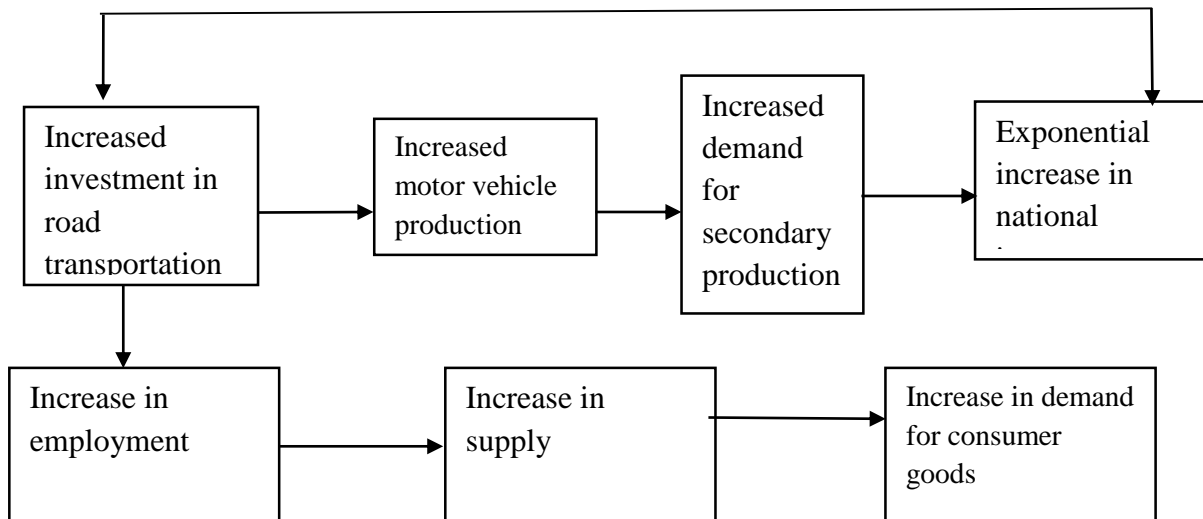 Increased
investment in
road
transportation
Increased
motor vehicle
production
Increased
demand
for
secondary
production
Exponential
increase in
national
Increase in
employment
Increase in
supply
Increase in demand
for consumer
goods